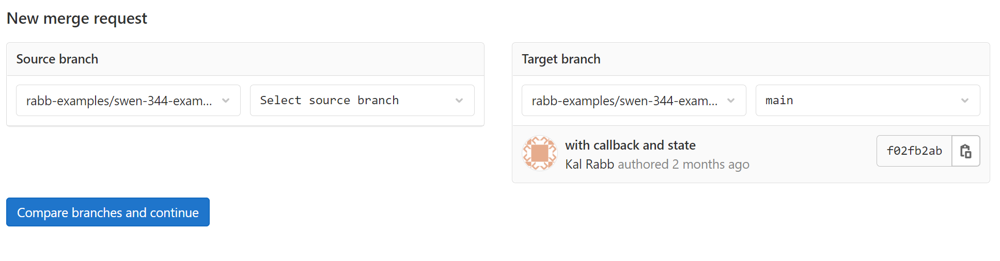 New merge request
Source branch
rabb-examples/swen-344-exam...
Select source branch
Target branch
rabb-examples/swen-344-exam...
main
with callback and state
Kal Rabb authored 2 months ago
f02fb2ab
Compare branches and continue